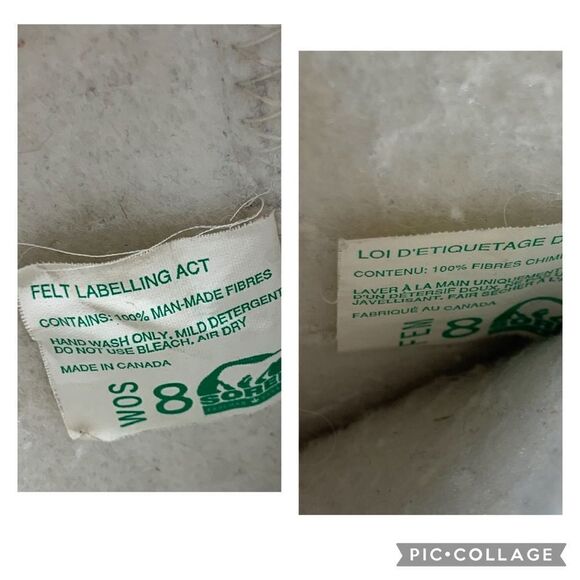 FELT LABELLING ACT
CONTAINS: 100% MAN-MADE FIBRES
HAND WASH ONLY, MILD DETERGENT
DO NOT USE BLEACH, AIR DRY
MADE IN CANADA
WOS 8
SOREL
LOI D'ETIQUETAGE D
CONTENU: 100% FIBRES CHIMI
LAVER À LA MAIN UNIQUEMENT
D'UN DÉTERSIF DOUX,
JAVELLISANT, FAIR SÉCHER À L'A
FABRIQUÉ AU CANADA
FEM 8
PIC•COLLAGE